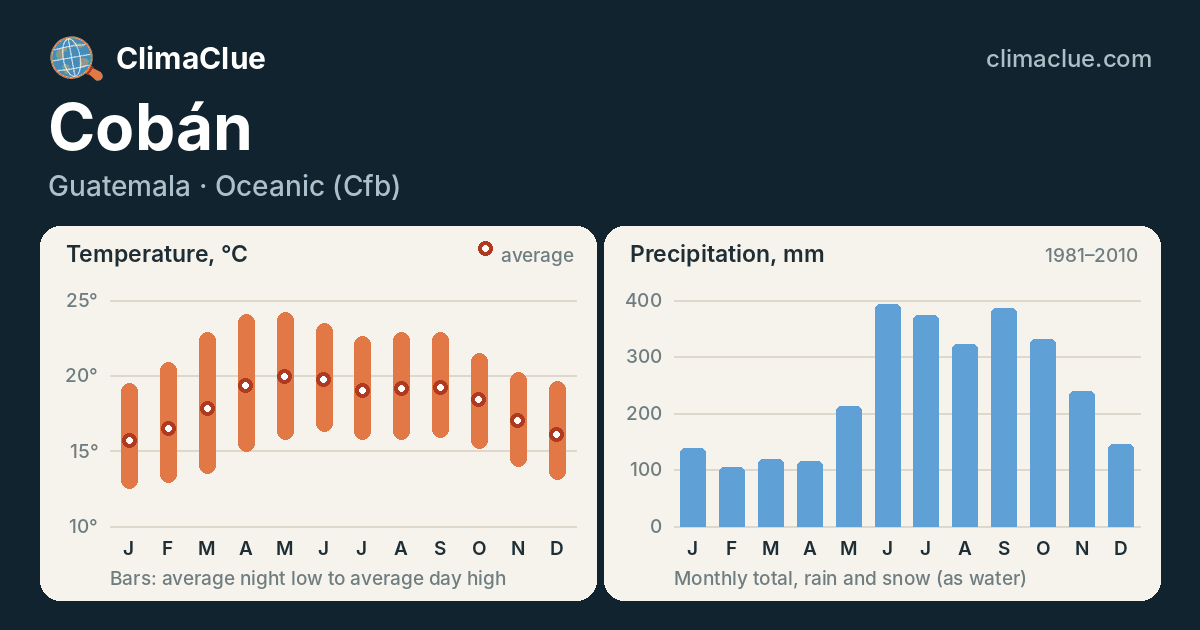 ClimaClue
climaclue.com
Cobán
Guatemala · Oceanic (Cfb)
Temperature, °C
average
25°
20°
15°
10°
J F M A M J J A S O N D
Bars: average night low to average day high
Precipitation, mm
1981–2010
400
300
200
100
0
J F M A M J J A S O N D
Monthly total, rain and snow (as water)